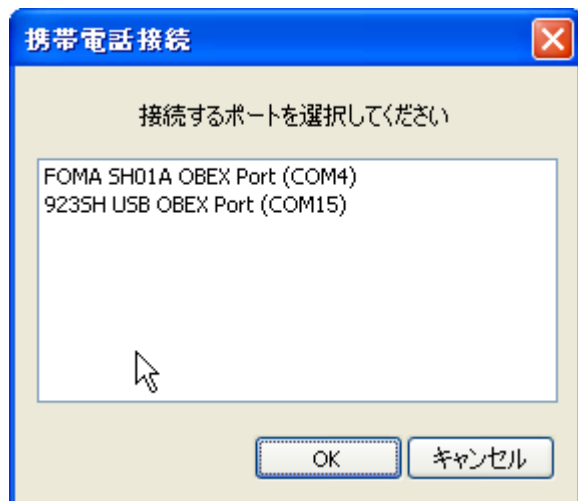 携帯電話接続
接続するポートを選択してください
FOMA SH01A OBEX Port (COM4)
923SH USB OBEX Port (COM15)
OK
キャンセル